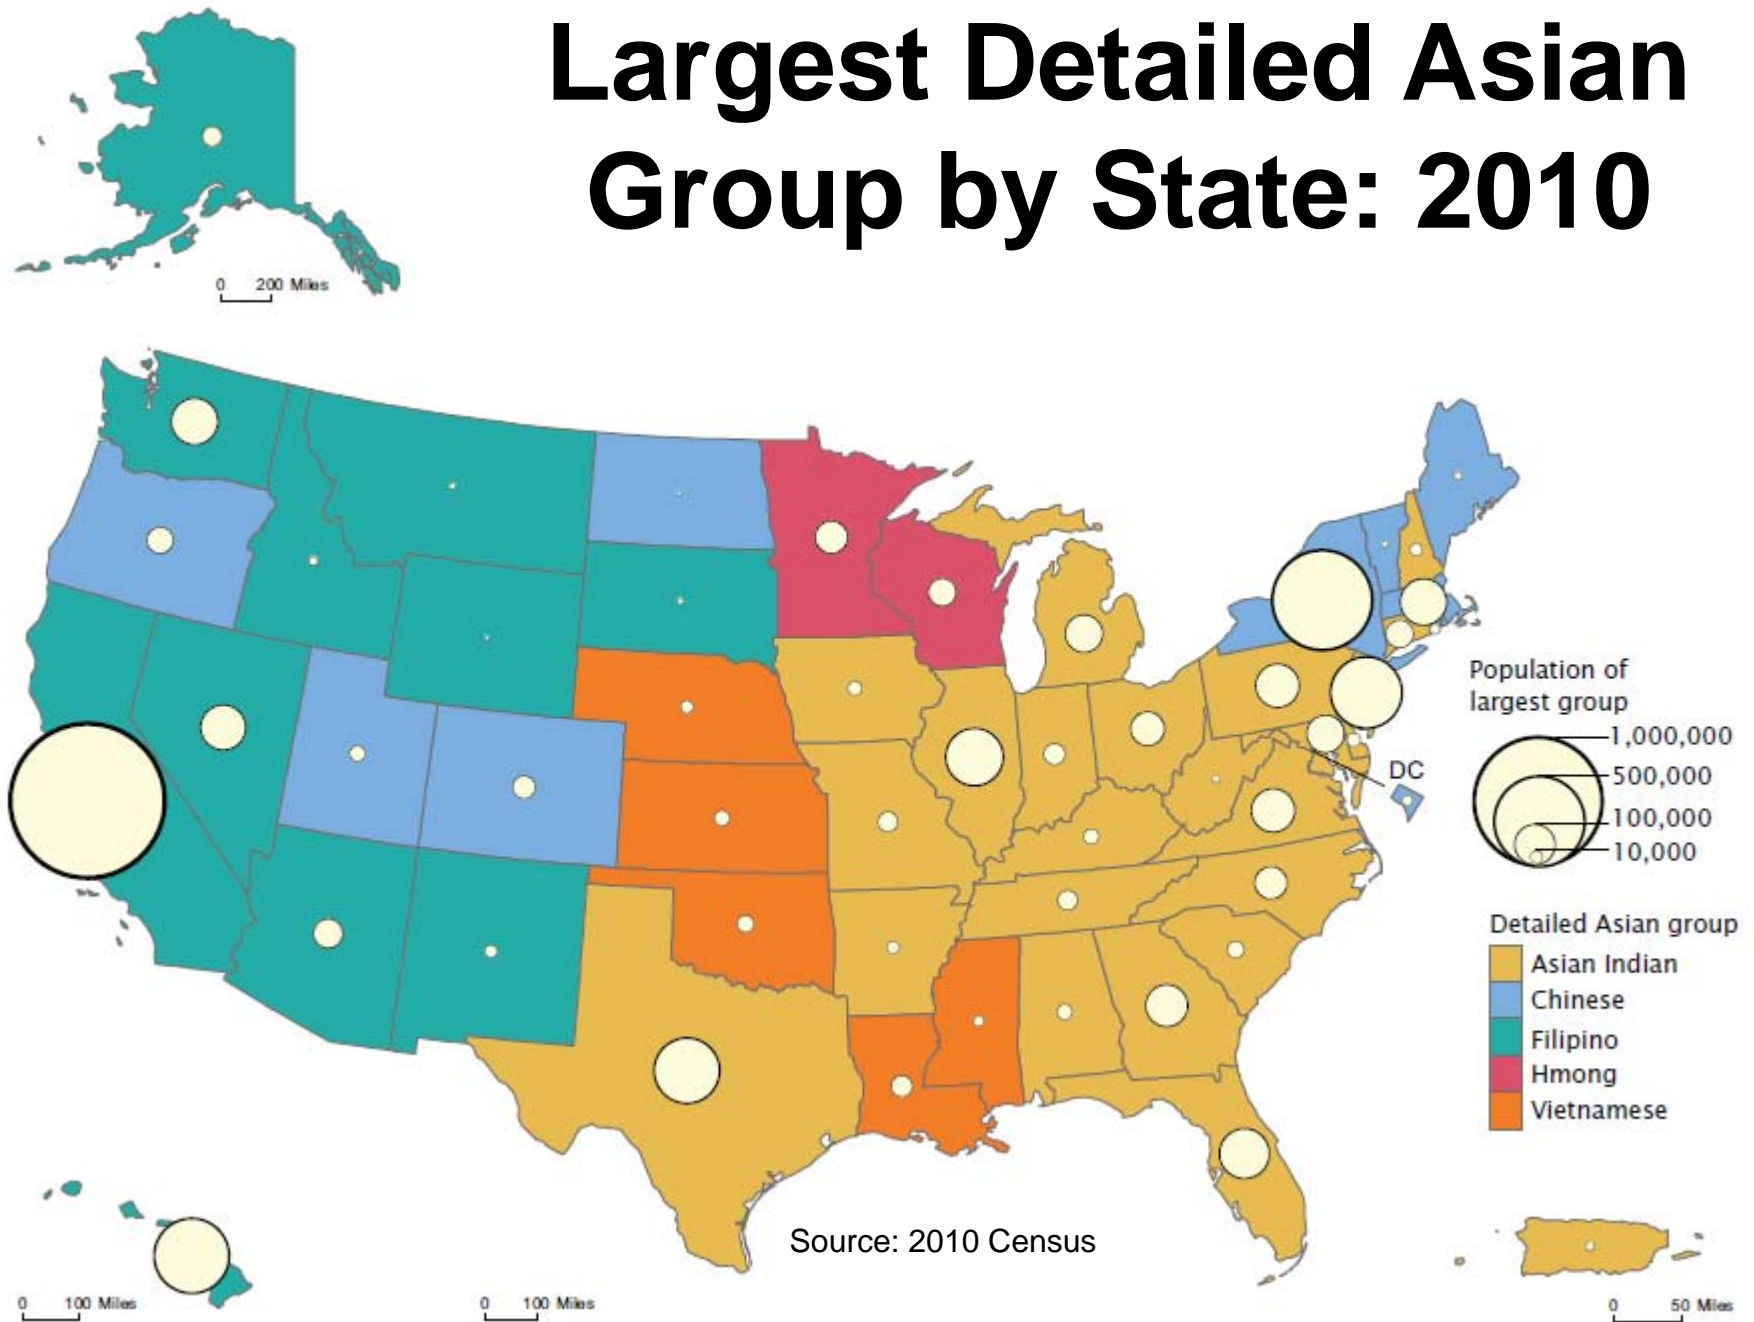 Largest Detailed Asian
Group by State: 2010
0 200 Miles
Population of
largest group
1,000,000
500,000
100,000
10,000
DC
Detailed Asian group
Asian Indian
Chinese
Filipino
Hmong
Vietnamese
Source: 2010 Census
0 100 Miles
0 100 Miles
0 50 Miles